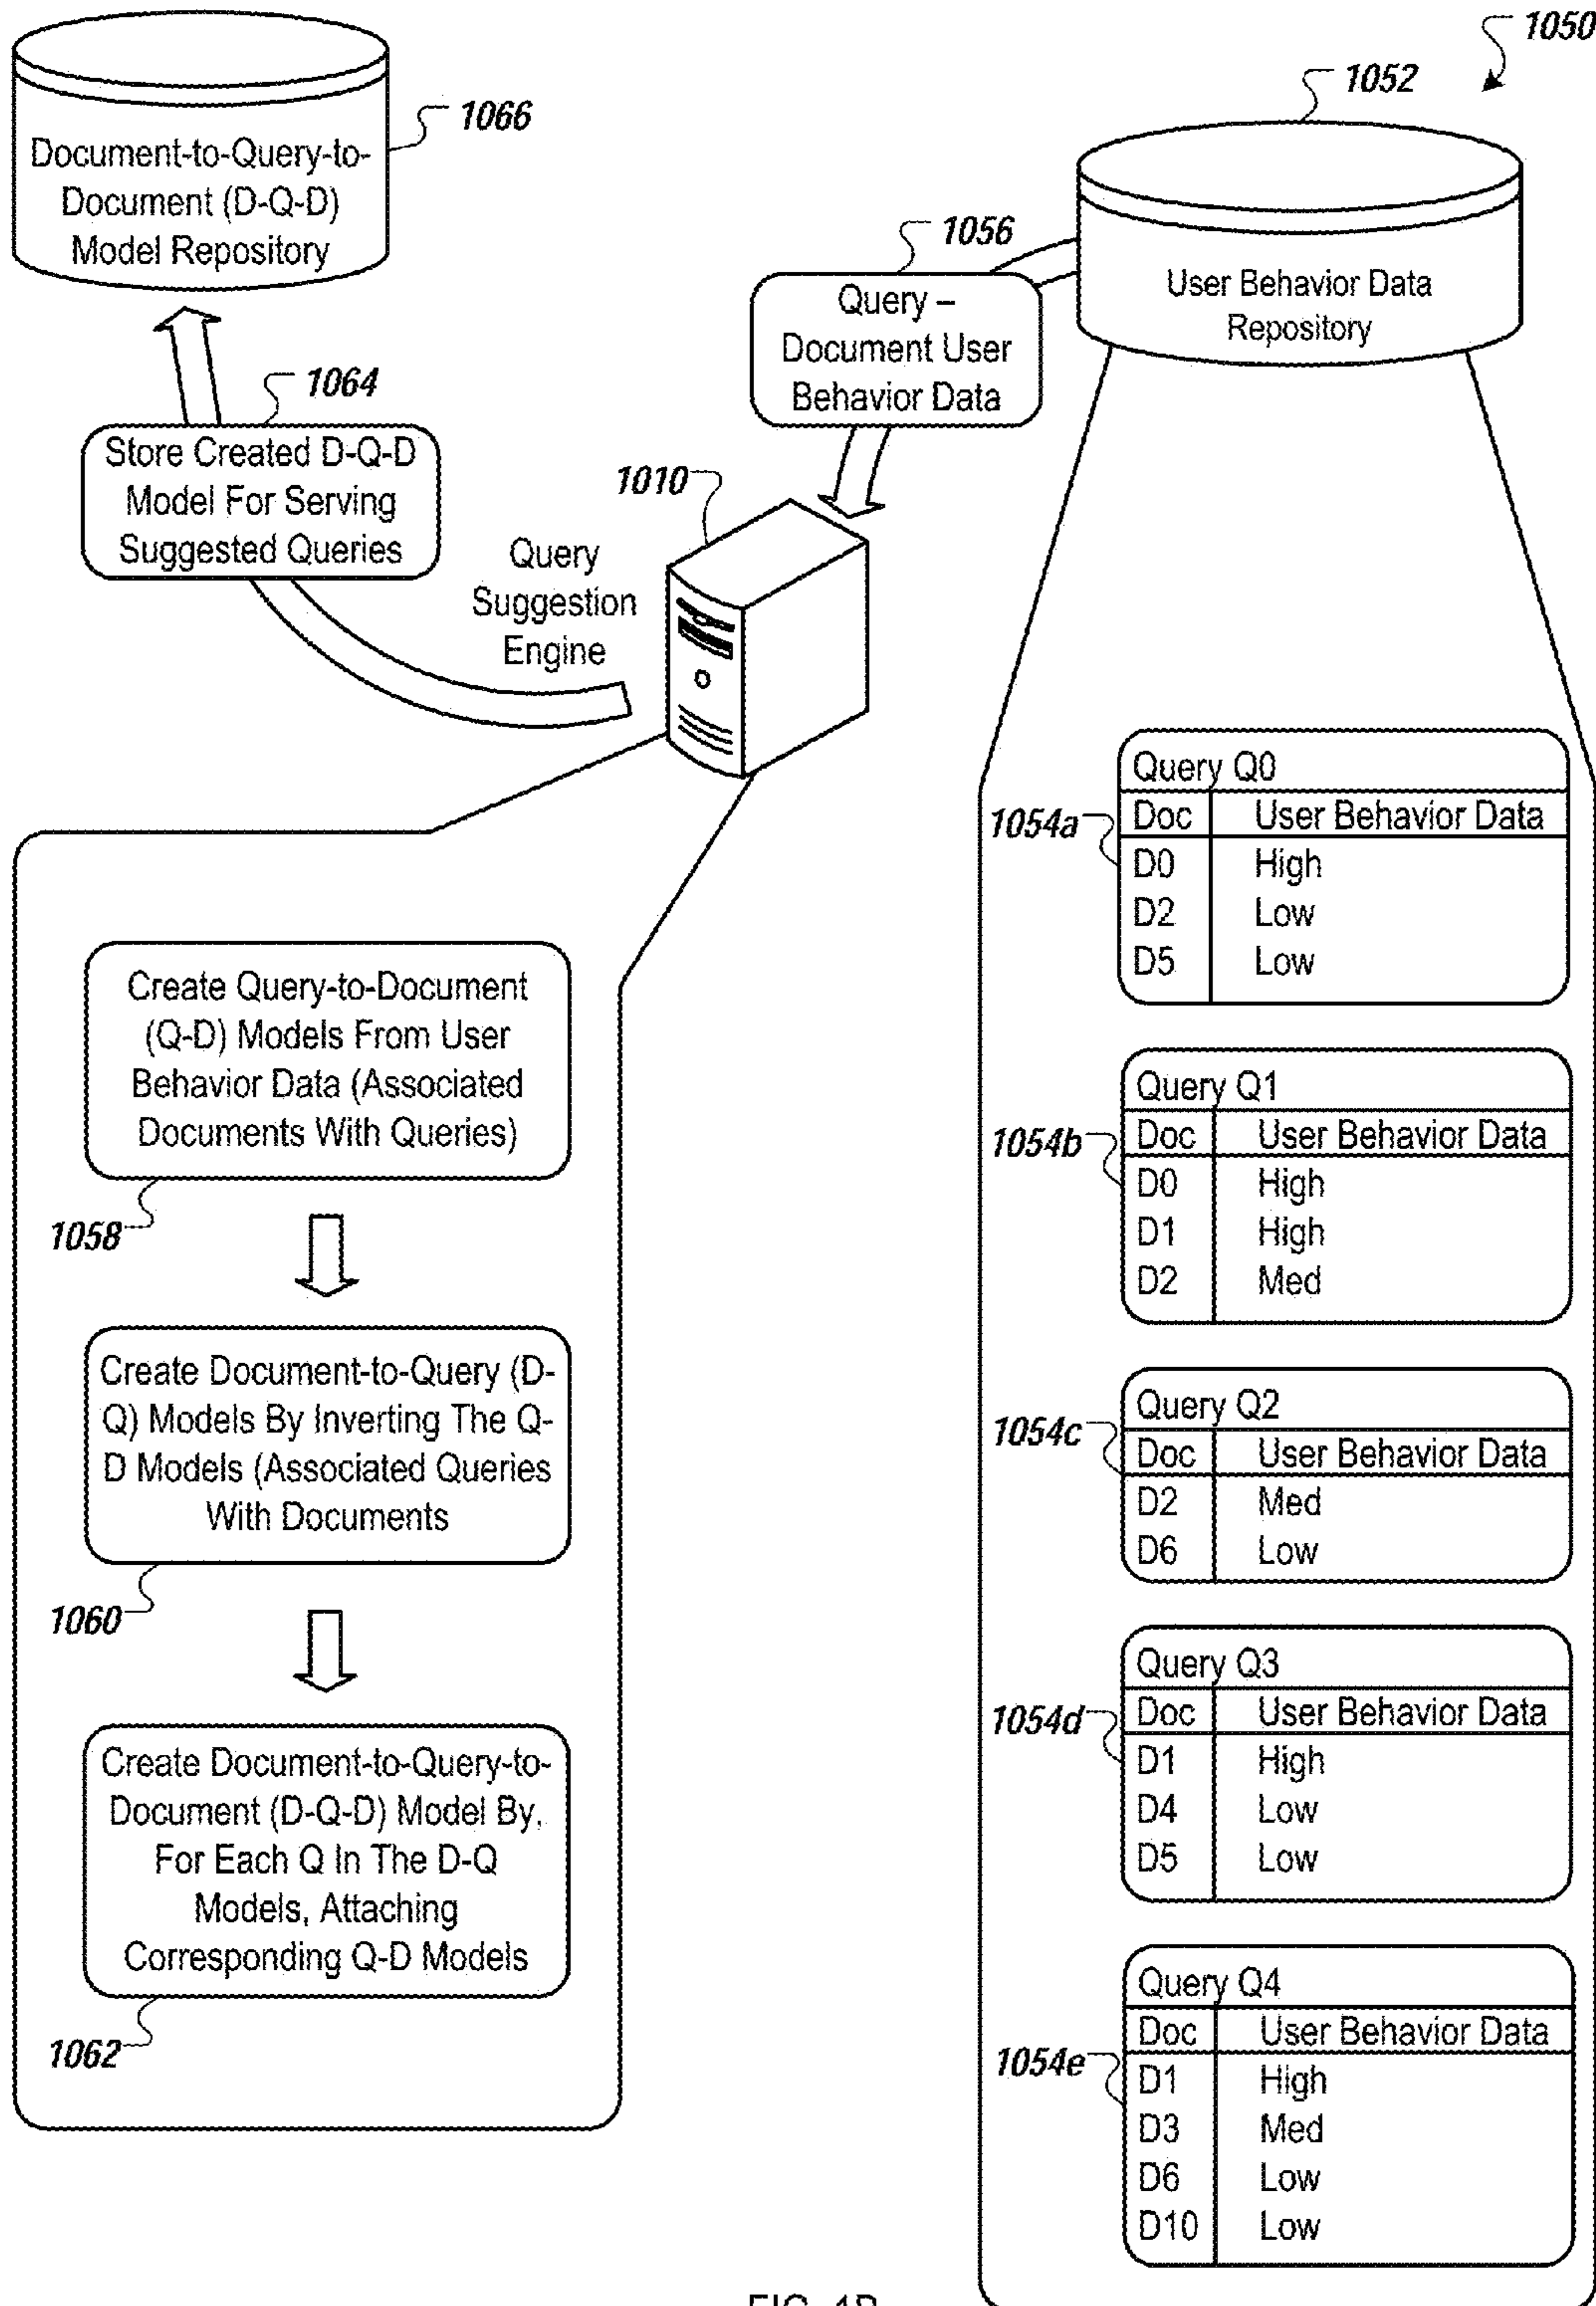 1050
1052
1066
Document-to-Query-to-
Document (D-Q-D)
Model Repository
1056
Query –
Document User
Behavior Data
User Behavior Data
Repository
1064
Store Created D-Q-D
Model For Serving
Suggested Queries
1010
Query
Suggestion
Engine
Create Query-to-Document
(Q-D) Models From User
Behavior Data (Associated
Documents With Queries)
1058
Create Document-to-Query (D-
Q) Models By Inverting The Q-
D Models (Associated Queries
With Documents
1060
Create Document-to-Query-to-
Document (D-Q-D) Model By,
For Each Q In The D-Q
Models, Attaching
Corresponding Q-D Models
1062
Query Q0
1054a
Doc User Behavior Data
D0 High
D2 Low
D5 Low
Query Q1
1054b
Doc User Behavior Data
D0 High
D1 High
D2 Med
Query Q2
1054c
Doc User Behavior Data
D2 Med
D6 Low
Query Q3
1054d
Doc User Behavior Data
D1 High
D4 Low
D5 Low
Query Q4
1054e
Doc User Behavior Data
D1 High
D3 Med
D6 Low
D10 Low